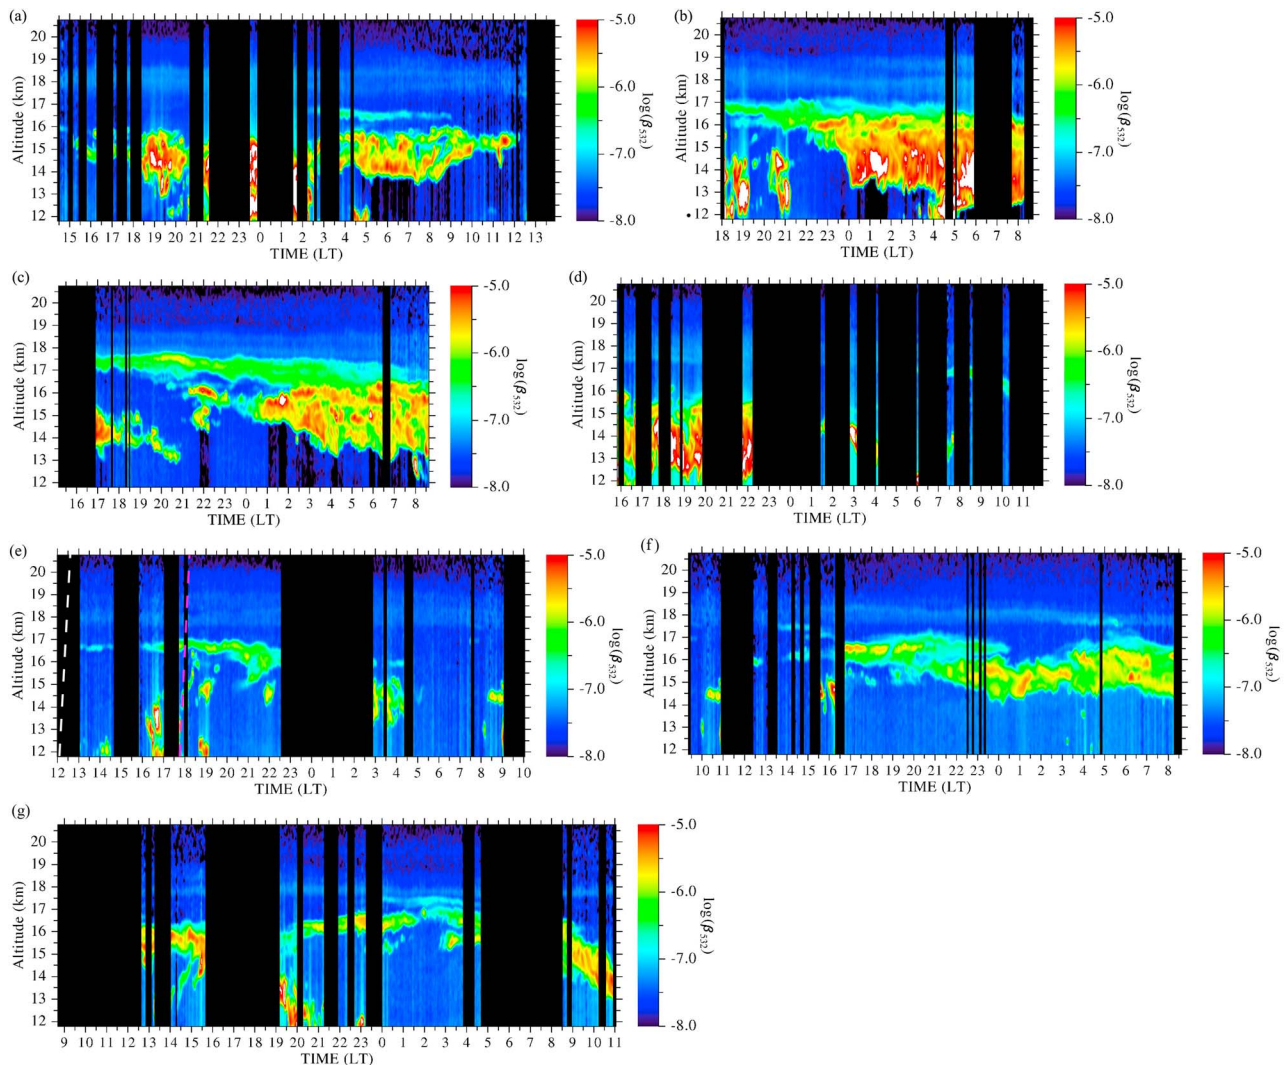 (a)
20
19
18
17
16
15
14
13
12
Altitude (km)
15 16 17 18 19 20 21 22 23 0 1 2 3 4 5 6 7 8 9 10 11 12 13
TIME (LT)
-5.0
-6.0
-7.0
-8.0
log(β532)
(b)
20
19
18
17
16
15
14
13
12
Altitude (km)
18 19 20 21 22 23 0 1 2 3 4 5 6 7 8
TIME (LT)
-5.0
-6.0
-7.0
-8.0
log(β532)
(c)
20
19
18
17
16
15
14
13
12
Altitude (km)
16 17 18 19 20 21 22 23 0 1 2 3 4 5 6 7 8
TIME (LT)
-5.0
-6.0
-7.0
-8.0
log(β532)
(d)
20
19
18
17
16
15
14
13
12
Altitude (km)
16 17 18 19 20 21 22 23 0 1 2 3 4 5 6 7 8 9 10 11
TIME (LT)
-5.0
-6.0
-7.0
-8.0
log(β532)
(e)
20
19
18
17
16
15
14
13
12
Altitude (km)
12 13 14 15 16 17 18 19 20 21 22 23 0 1 2 3 4 5 6 7 8 9 10
TIME (LT)
-5.0
-6.0
-7.0
-8.0
log(β532)
(f)
20
19
18
17
16
15
14
13
12
Altitude (km)
10 11 12 13 14 15 16 17 18 19 20 21 22 23 0 1 2 3 4 5 6 7 8
TIME (LT)
-5.0
-6.0
-7.0
-8.0
log(β532)
(g)
20
19
18
17
16
15
14
13
12
Altitude (km)
9 10 11 12 13 14 15 16 17 18 19 20 21 22 23 0 1 2 3 4 5 6 7 8 9 10 11
TIME (LT)
-5.0
-6.0
-7.0
-8.0
log(β532)